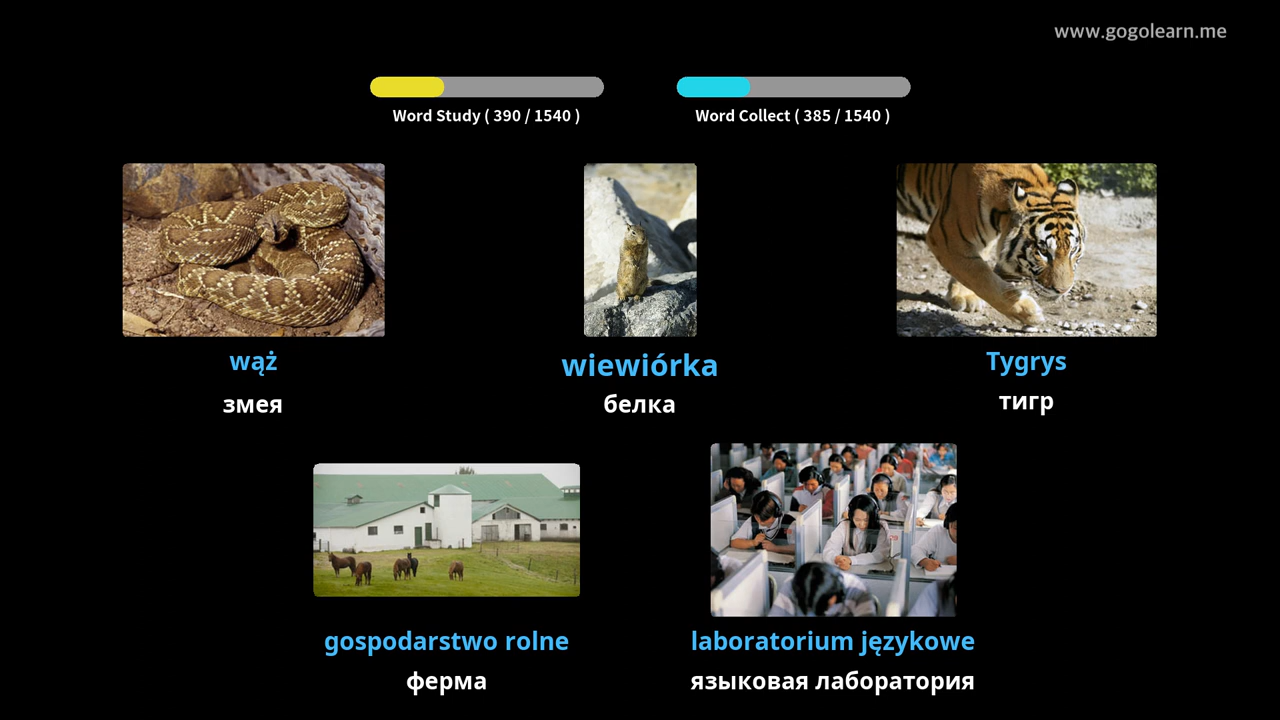 www.gogolearn.me
Word Study ( 390 / 1540 )
Word Collect ( 385 / 1540 )
wąż
wiewiórka
Tygrys
змея
белка
тигр
gospodarstwo rolne
laboratorium językowe
ферма
языковая лаборатория